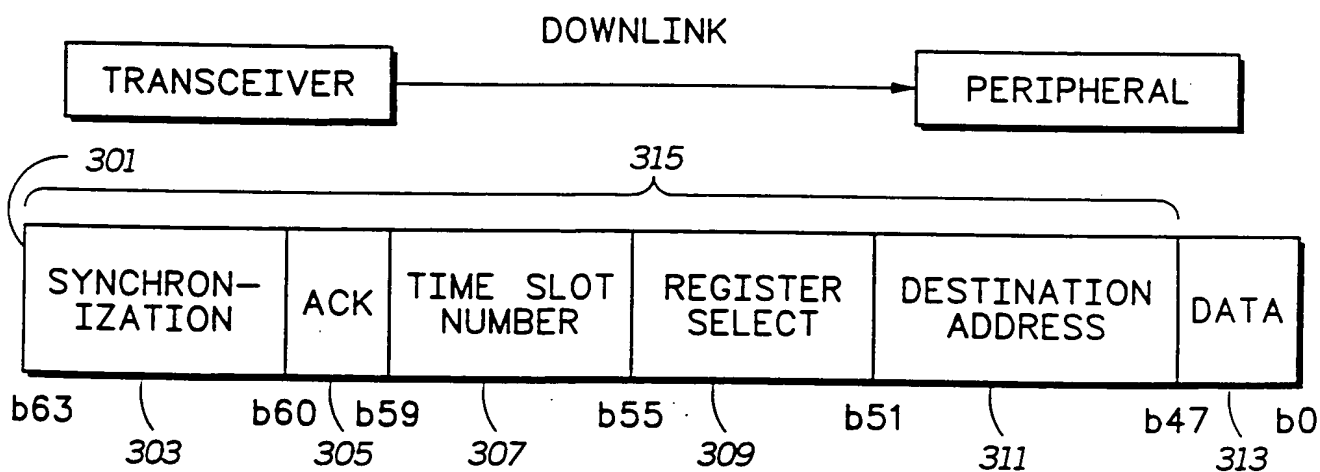 DOWNLINK
TRANSCEIVER
PERIPHERAL
301
315
SYNCHRON-
IZATION
ACK
TIME SLOT
NUMBER
REGISTER
SELECT
DESTINATION
ADDRESS
DATA
b63
b60
b59
b55
b51
b47
b0
303
305
307
309
311
313